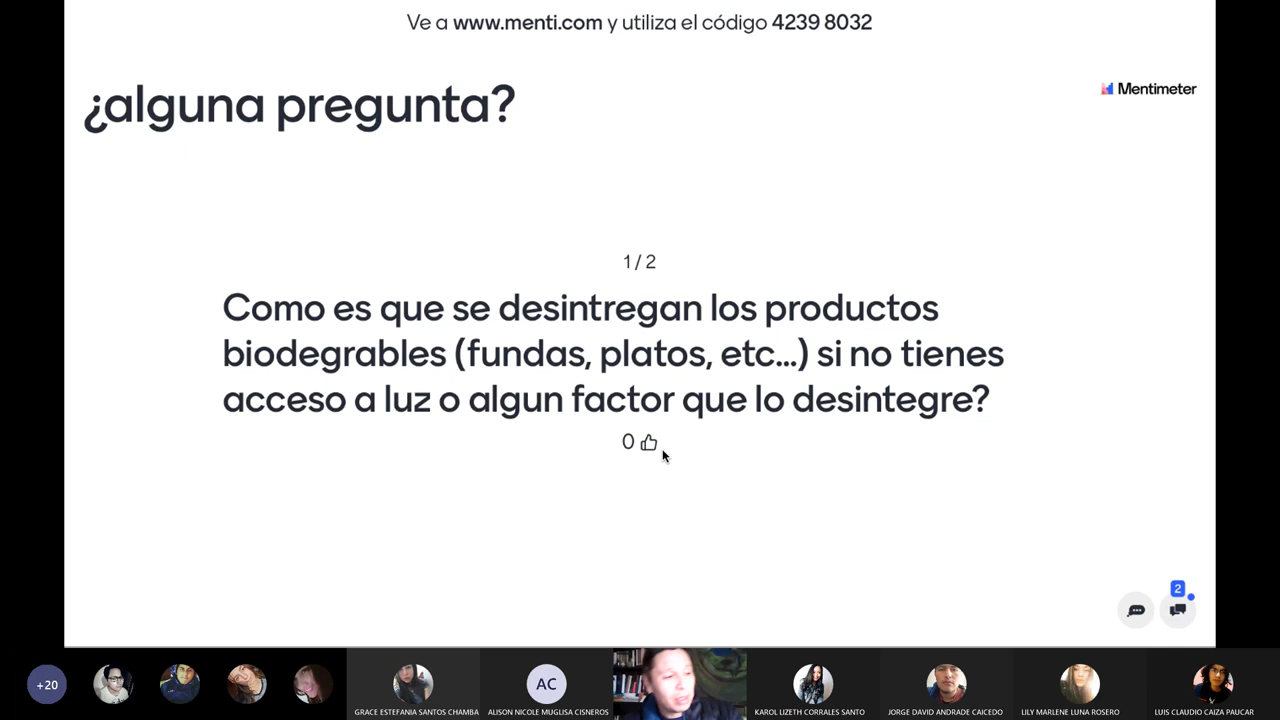 Ve a www.menti.com y utiliza el código 4239 8032
¿alguna pregunta?
Mentimeter
1 / 2
Como es que se desintregan los productos
biodegrables (fundas, platos, etc...) si no tienes
acceso a luz o algun factor que lo desintegre?
0
2
+20
AC
GRACE ESTEFANIA SANTOS CHAMBA
ALISON NICOLE MUGLISA CISNEROS
KAROL LIZETH CORRALES SANTO
JORGE DAVID ANDRADE CAICEDO
LILY MARLENE LUNA ROSERO
LUIS CLAUDIO CAIZA PAUCAR